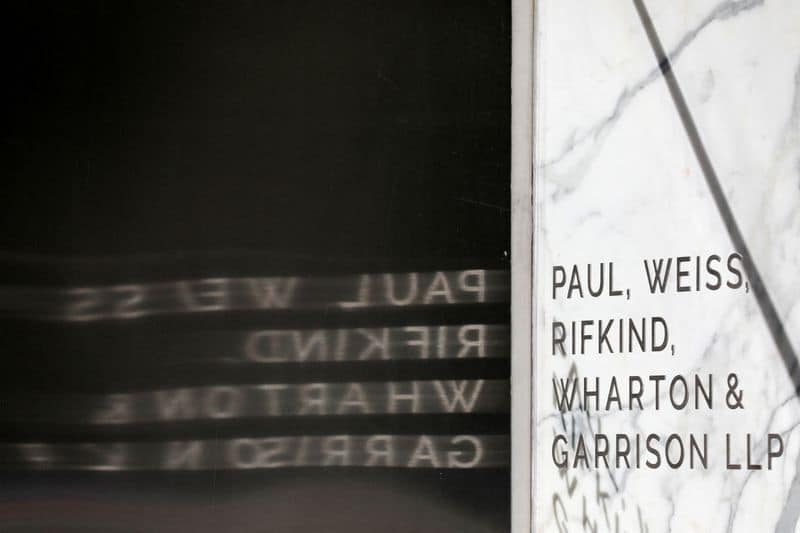 PAUL, WEISS,
RIFKIND,
WHARTON &
GARRISON LLP